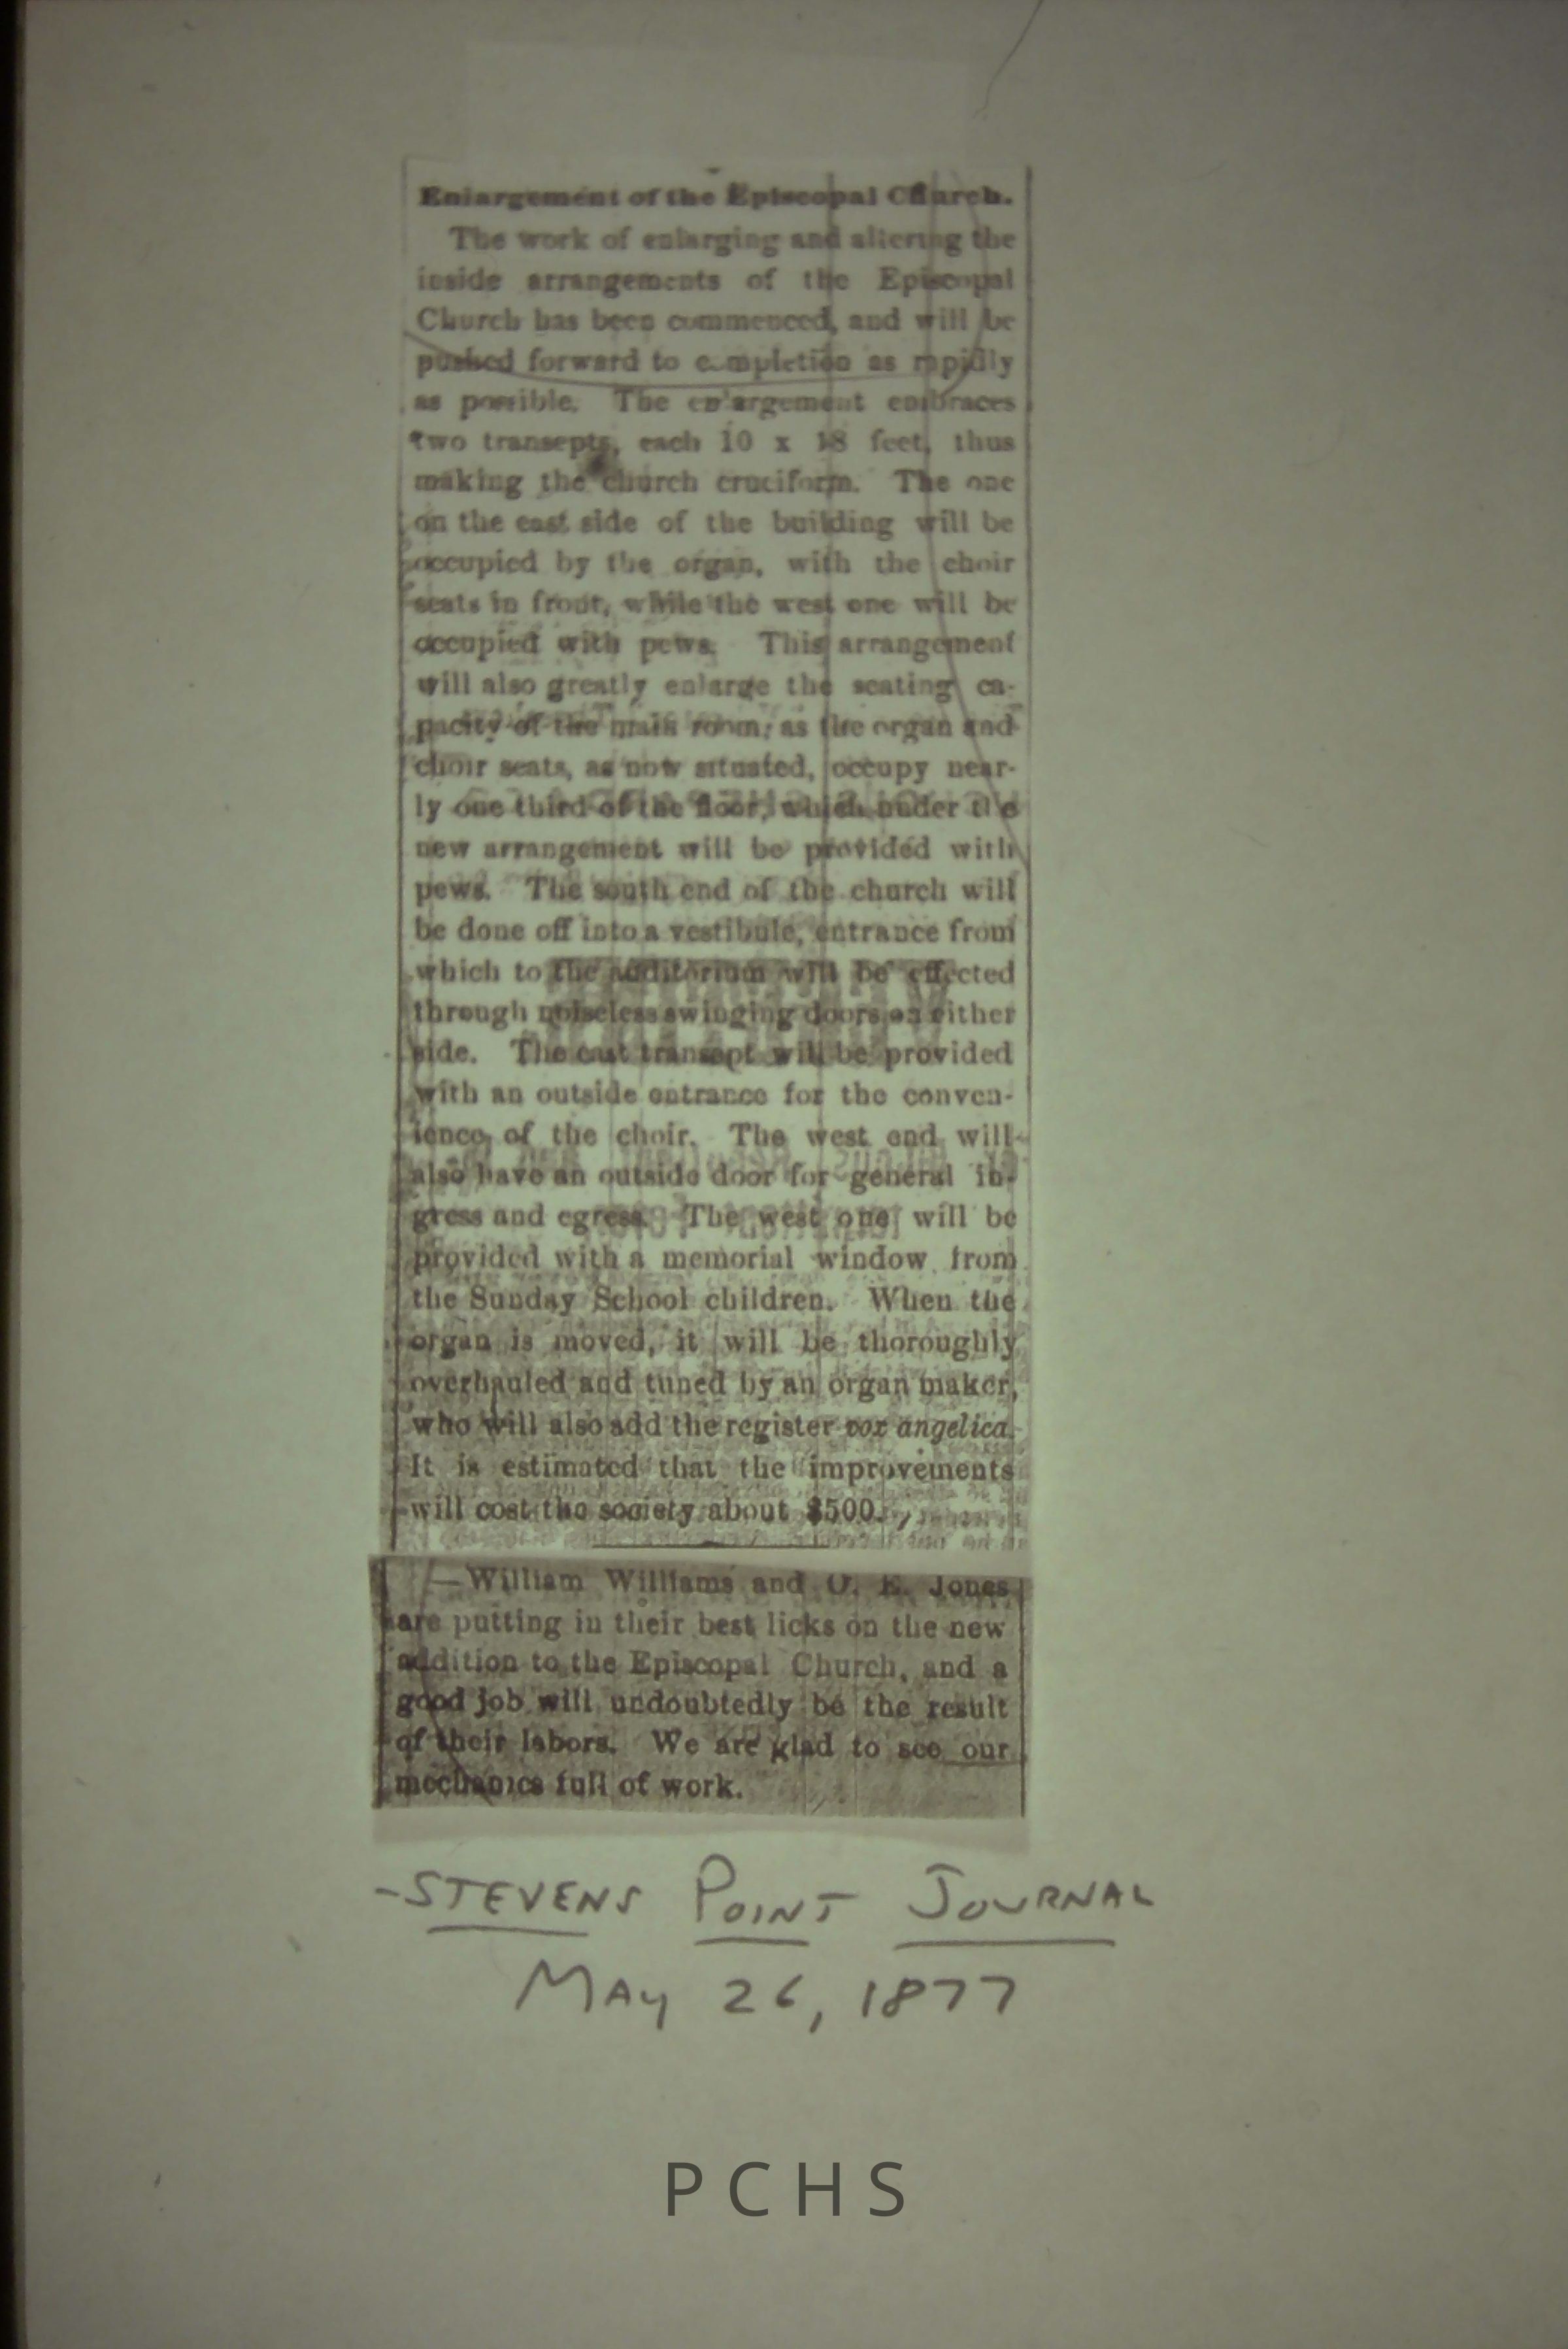 Enlargement of the Episcopal Church.
The work of enlarging and altering the
inside arrangements of the Episcopal
Church has been commenced, and will be
pushed forward to completion as rapidly
as possible. The enlargement embraces
two transepts, each 10 x 18 feet, thus
making the church cruciform. The one
on the east side of the building will be
occupied by the organ, with the choir
seats in front, while the west one will be
occupied with pews. This arrangement
will also greatly enlarge the seating ca-
pacity of the main room; as the organ and
choir seats, as now situated, occupy near-
ly one third of the floor, which under the
new arrangement will be provided with
pews. The south end of the church will
be done off into a vestibule, entrance from
which to the auditorium will be effected
through noiseless swinging doors on either
side. The east transept will be provided
with an outside entrance for the conven-
ience of the choir. The west end will
also have an outside door for general in-
gress and egress. The west one will be
provided with a memorial window from
the Sunday School children. When the
organ is moved, it will be thoroughly
overhauled and tuned by an organ maker,
who will also add the register vox angelica.
It is estimated that the improvements
will cost the society about $500.
—William Williams and O. E. Jones
are putting in their best licks on the new
addition to the Episcopal Church, and a
good job will undoubtedly be the result
of their labors. We are glad to see our
mechanics full of work.
-STEVENS POINT JOURNAL
MAY 26, 1877
PCHS